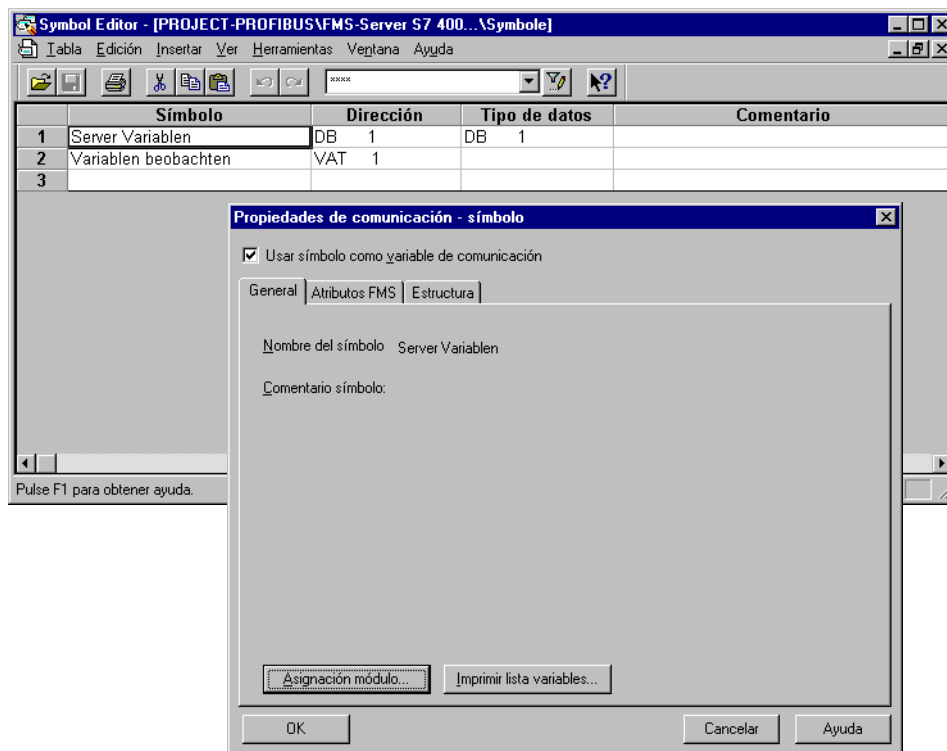 Symbol Editor - [PROJECT-PROFIBUS\FMS-Server S7 400...\Symbole]
Tabla Edición Insertar Ver Herramientas Ventana Ayuda
xxxx
Símbolo Dirección Tipo de datos Comentario
1 Server Variablen DB 1 DB 1
2 Variablen beobachten VAT 1
3
Propiedades de comunicación - símbolo
Usar símbolo como variable de comunicación
General Atributos FMS Estructura
Nombre del símbolo Server Variablen
Comentario símbolo:
Pulse F1 para obtener ayuda.
Asignación módulo... Imprimir lista variables...
OK Cancelar Ayuda